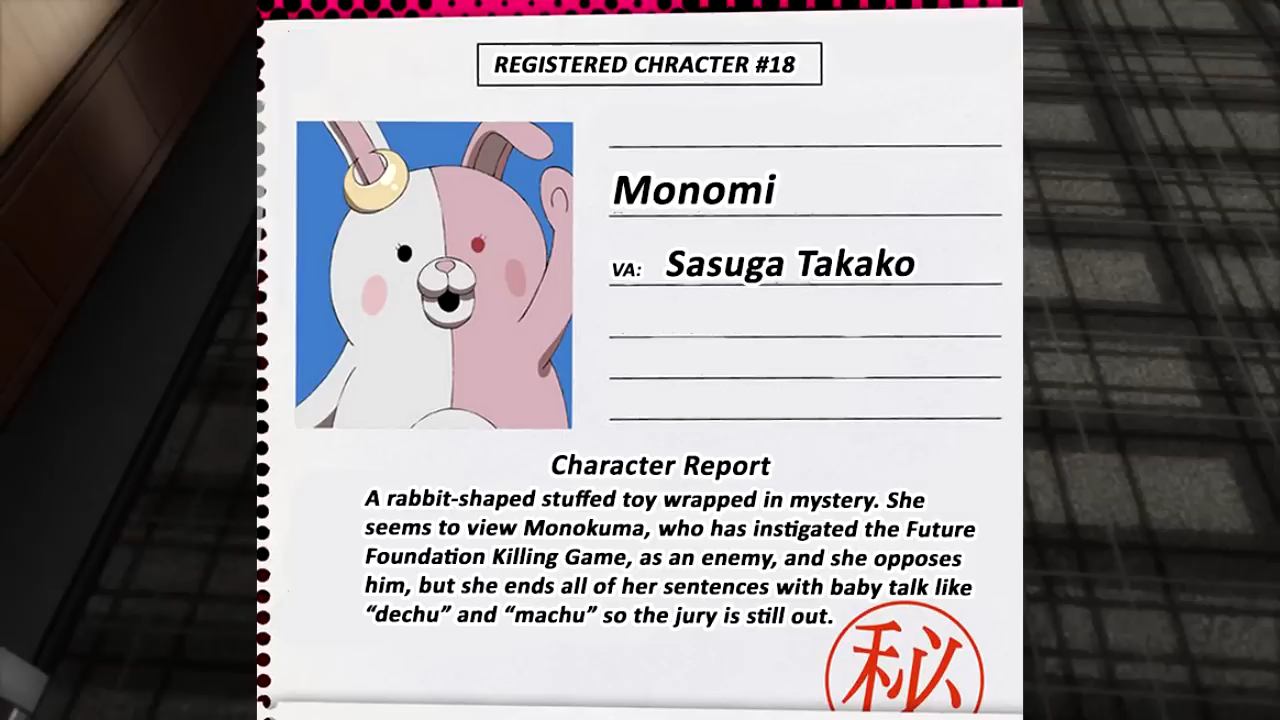 REGISTERED CHRACTER #18
Monomi
VA: Sasuga Takako
Character Report
A rabbit-shaped stuffed toy wrapped in mystery. She
seems to view Monokuma, who has instigated the Future
Foundation Killing Game, as an enemy, and she opposes
him, but she ends all of her sentences with baby talk like
“dechu” and “machu” so the jury is still out.
秘